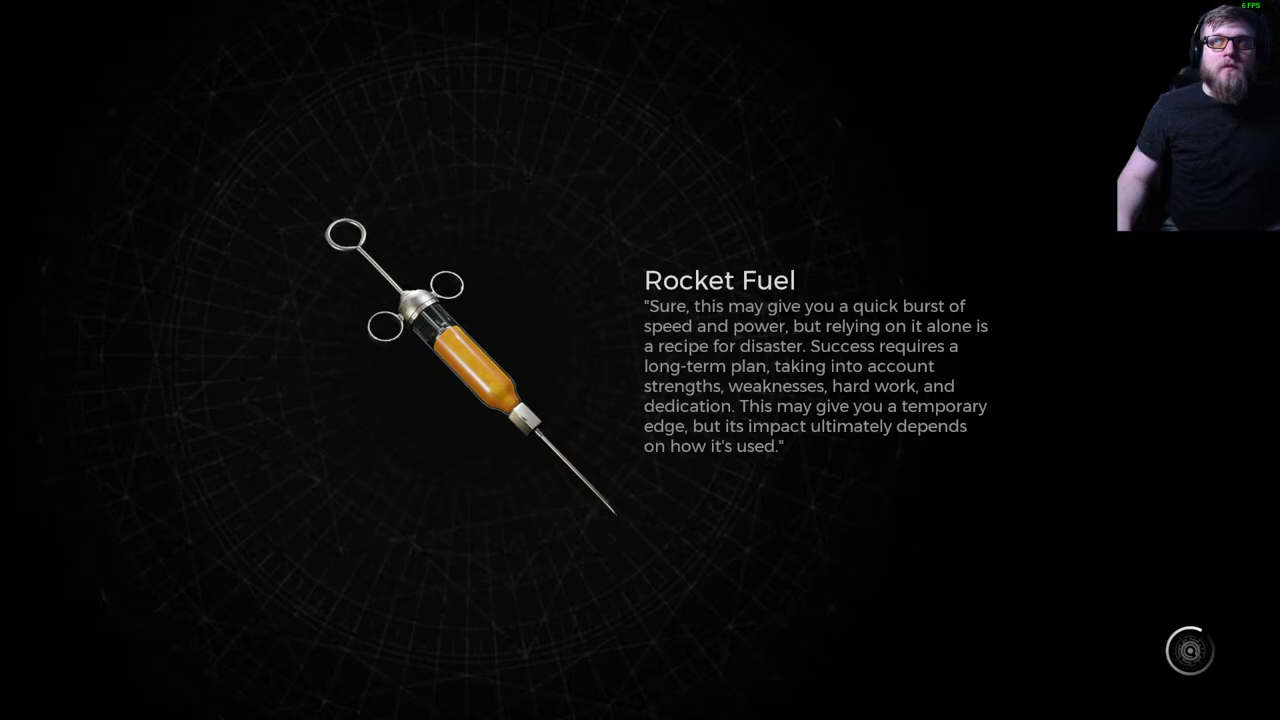 6 FPS
Rocket Fuel
"Sure, this may give you a quick burst of
speed and power, but relying on it alone is
a recipe for disaster. Success requires a
long-term plan, taking into account
strengths, weaknesses, hard work, and
dedication. This may give you a temporary
edge, but its impact ultimately depends
on how it's used."